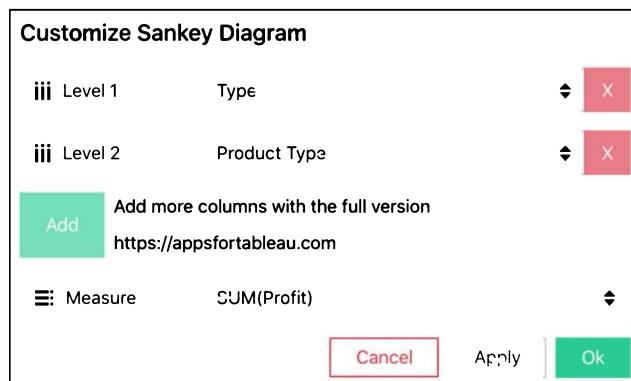 Customize Sankey Diagram
Level 1 Type X
Level 2 Product Type X
Add Add more columns with the full version
https://appsfortableau.com
Measure SUM(Profit)
Cancel Apply Ok